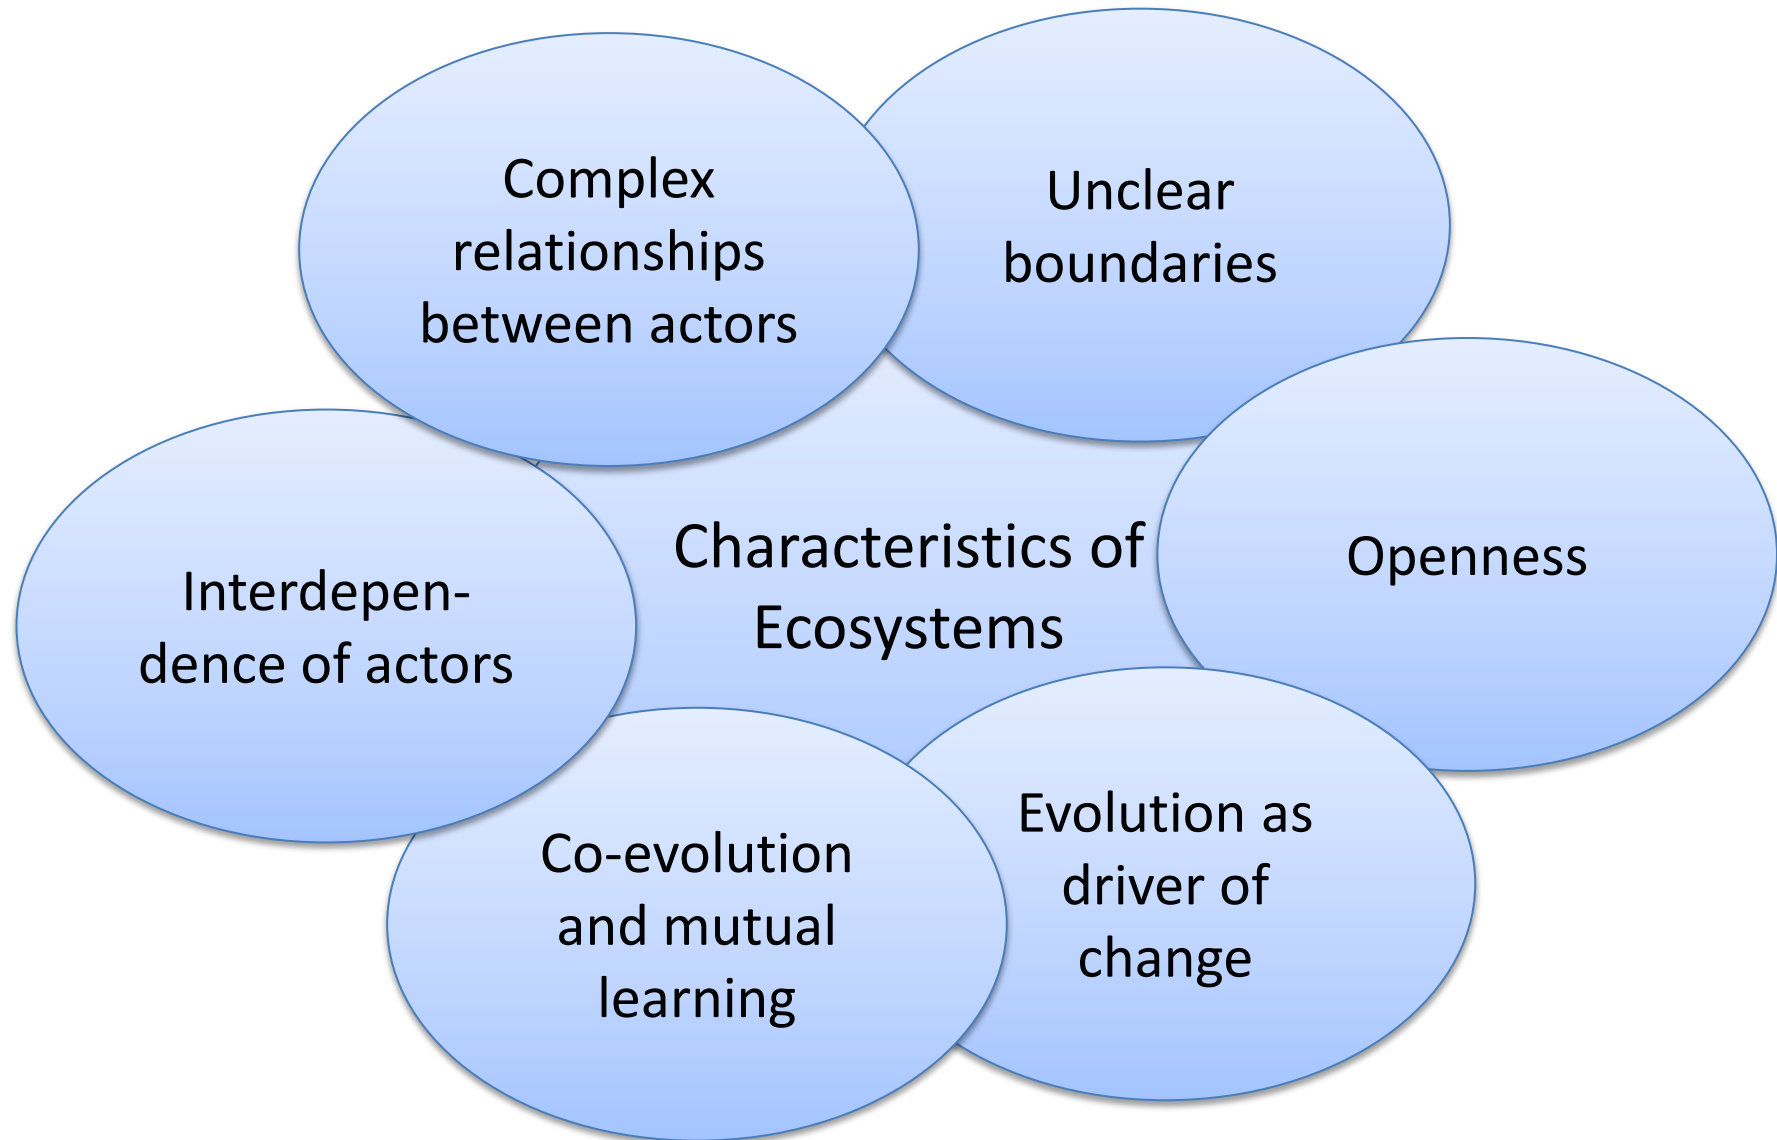 Complex
relationships
between actors
Unclear
boundaries
Openness
Characteristics of
Ecosystems
Interdepen-
dence of actors
Co-evolution
and mutual
learning
Evolution as
driver of
change